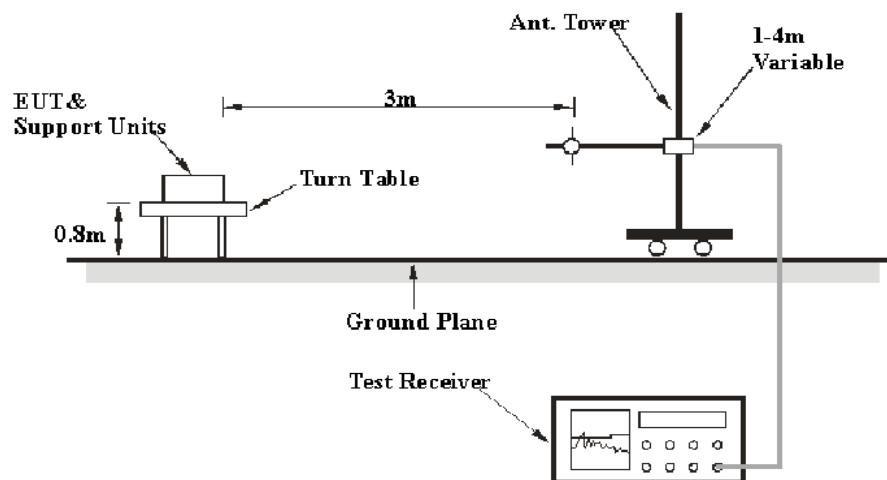 Ant. Tower
1-4m
Variable
3m
EUT&
Support Units
Turn Table
0.8m
Ground Plane
Test Receiver